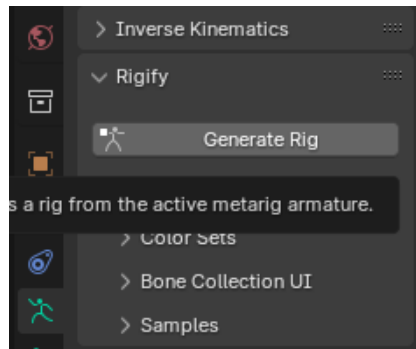 Inverse Kinematics
Rigify
Generate Rig
s a rig from the active metarig armature.
Color Sets
Bone Collection UI
Samples